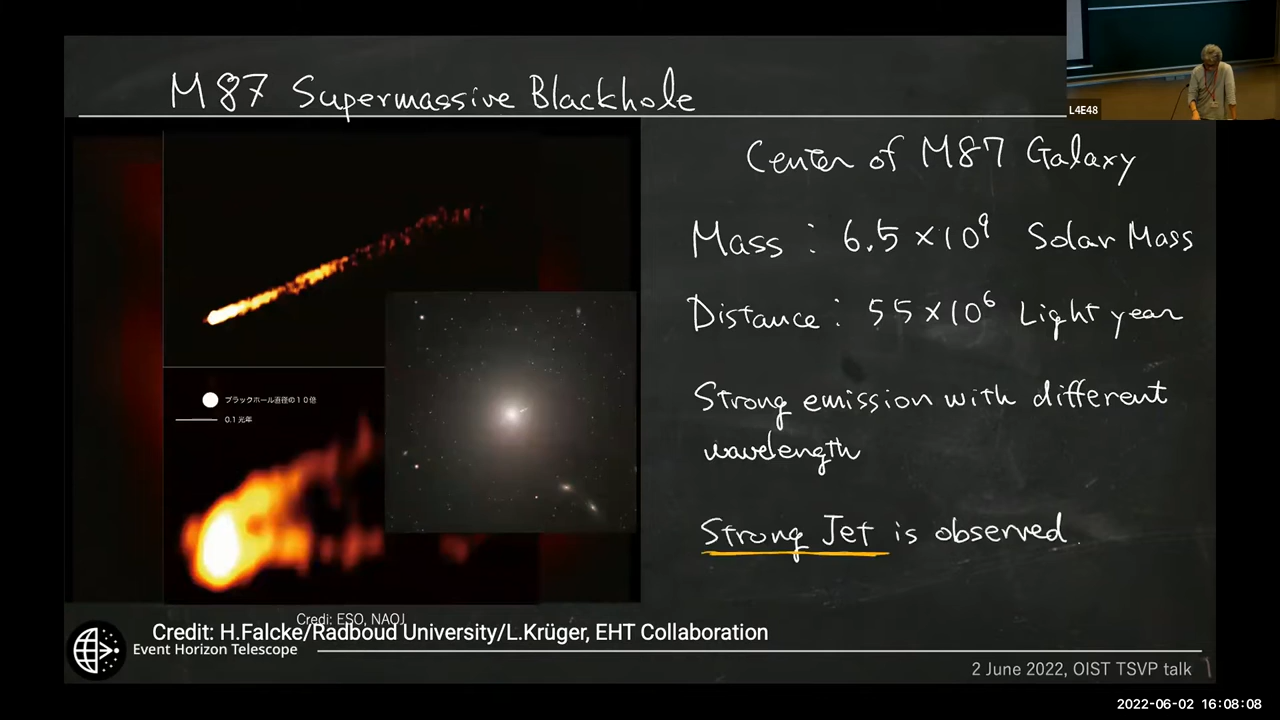 M87 Supermassive Blackhole
L4E48
Center of M87 Galaxy
Mass : 6.5 × 10⁹ Solar Mass
Distance : 55 × 10⁶ Light year
Strong emission with different
wavelength
Strong Jet is observed.
ブラックホール直径の10倍
0.1 光年
Credi: ESO, NAOJ
Credit: H.Falcke/Radboud University/L.Krüger, EHT Collaboration
Event Horizon Telescope
2 June 2022, OIST TSVP talk
2022-06-02 16:08:08